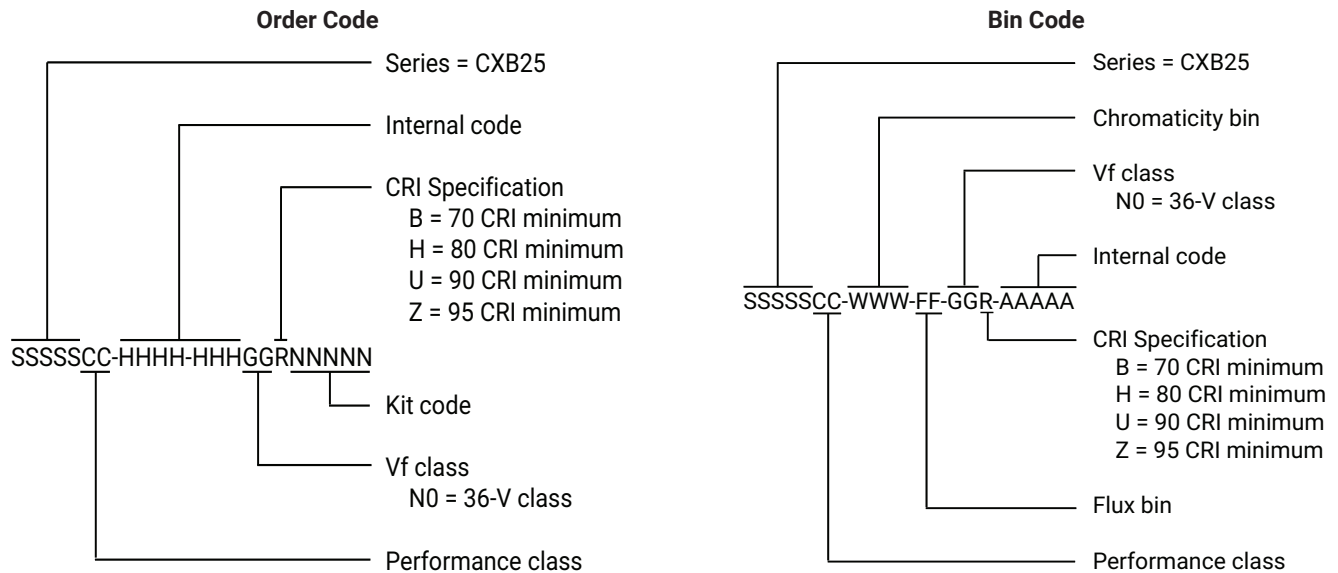 Order Code
Series = CXB25
Internal code
CRI Specification
B = 70 CRI minimum
H = 80 CRI minimum
U = 90 CRI minimum
Z = 95 CRI minimum
SSSSSCC-HHHH-HHHGGRNNNNN
Kit code
Vf class
N0 = 36-V class
Performance class
Bin Code
Series = CXB25
Chromaticity bin
Vf class
N0 = 36-V class
Internal code
SSSSSCC-WWW-FF-GGR-AAAAA
CRI Specification
B = 70 CRI minimum
H = 80 CRI minimum
U = 90 CRI minimum
Z = 95 CRI minimum
Flux bin
Performance class